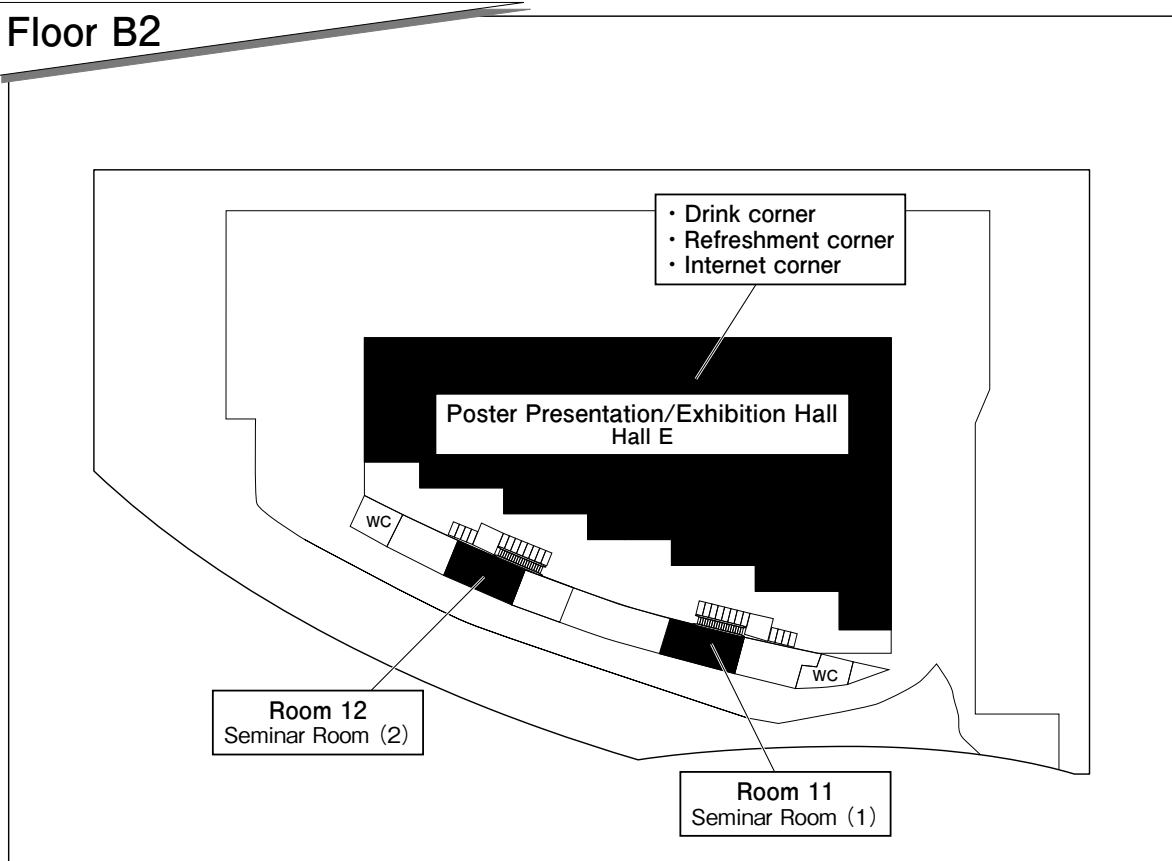 Floor B2
・Drink corner
・Refreshment corner
・Internet corner
Poster Presentation/Exhibition Hall
Hall E
WC
WC
Room 12
Seminar Room（2）
Room 11
Seminar Room（1）